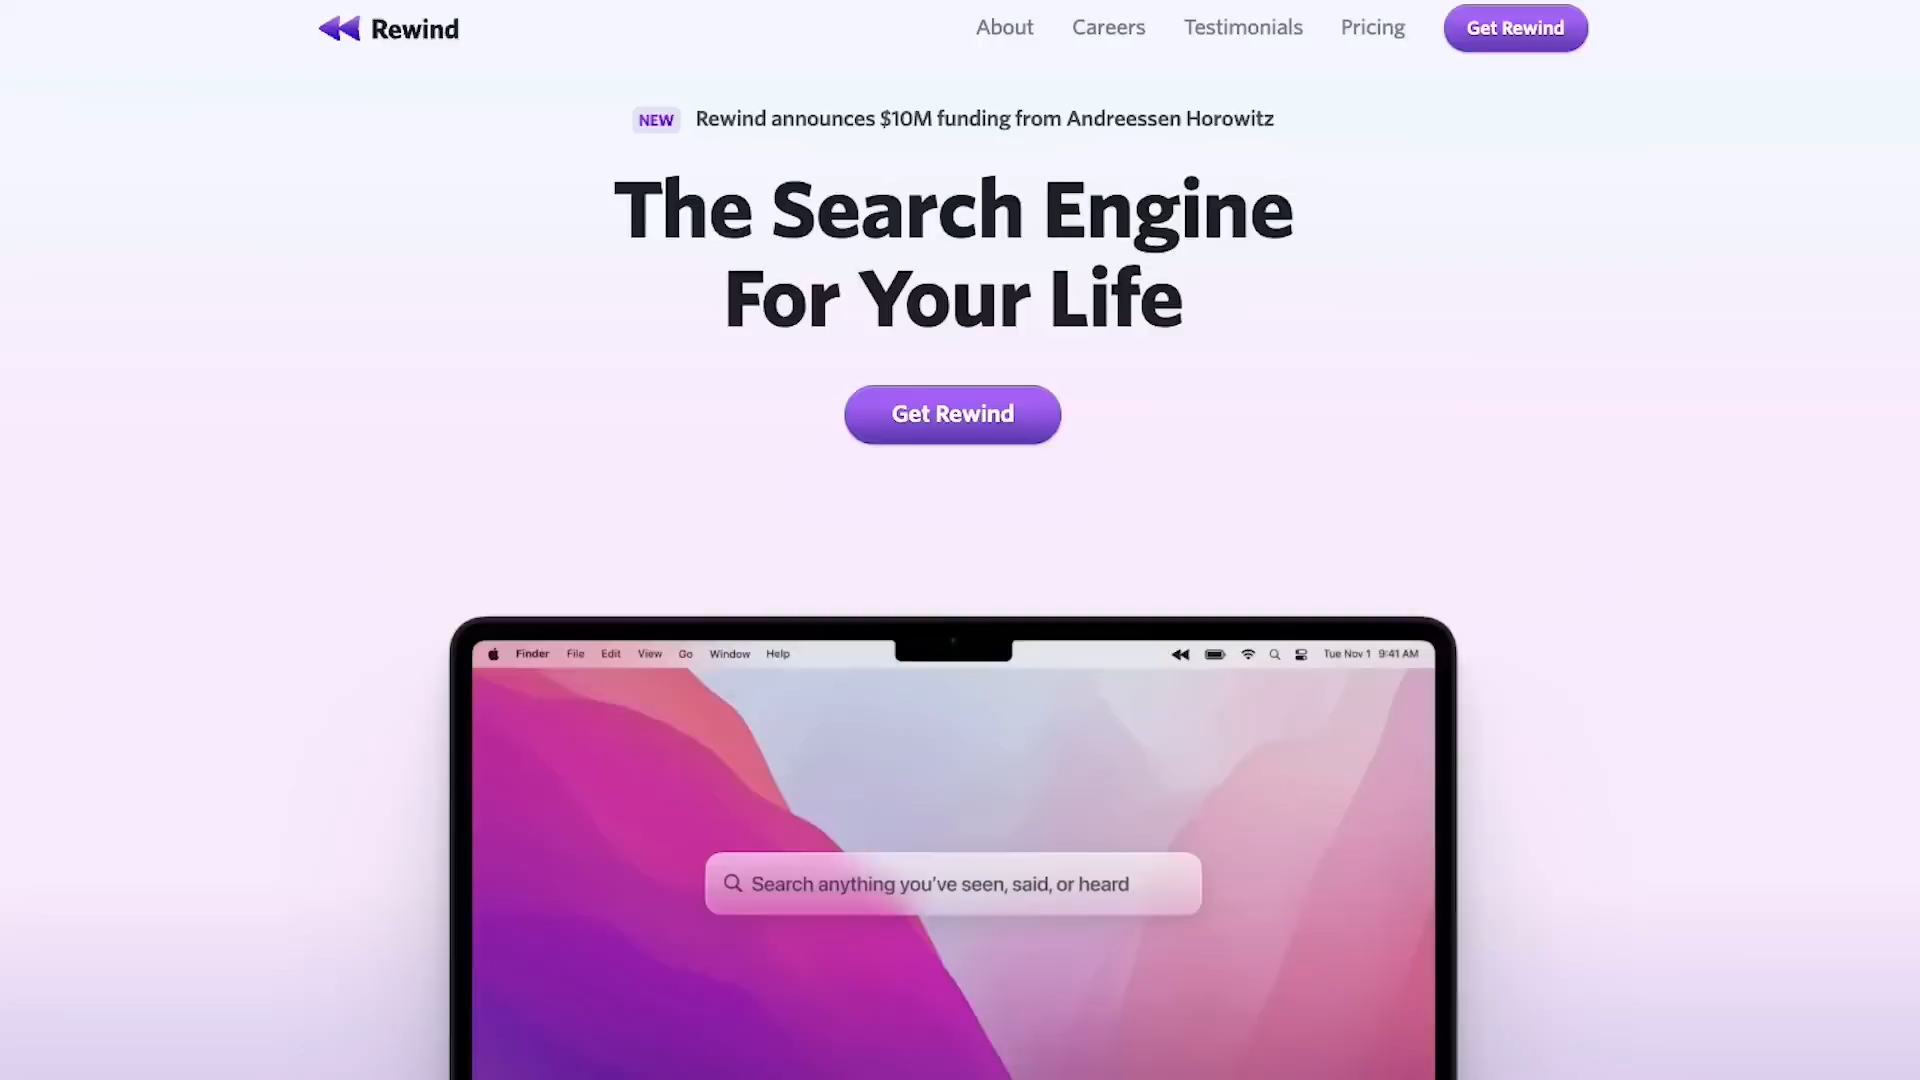 Rewind
About
Careers
Testimonials
Pricing
Get Rewind
NEW
Rewind announces $10M funding from Andreessen Horowitz
The Search Engine
For Your Life
Get Rewind
Finder File Edit View Go Window Help
Tue Nov 1 9:41 AM
Search anything you’ve seen, said, or heard